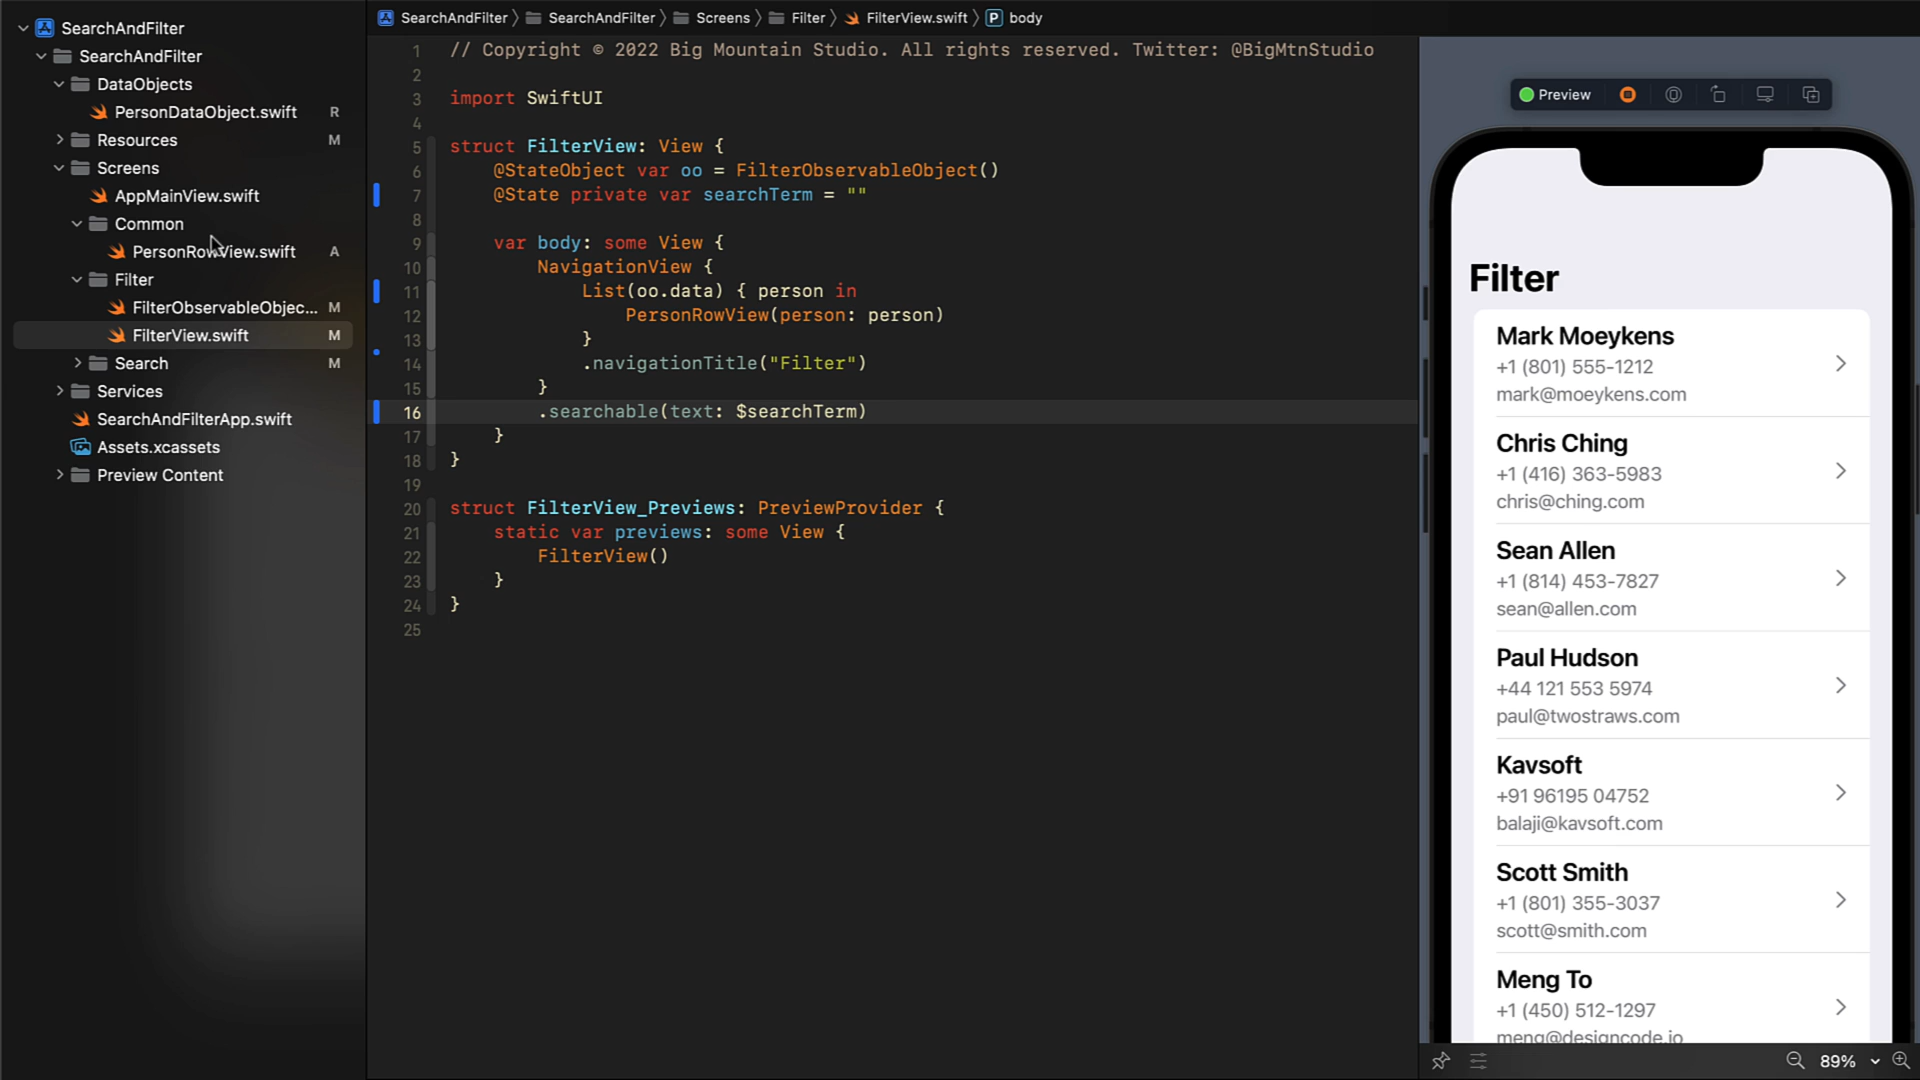 SearchAndFilter
SearchAndFilter
DataObjects
PersonDataObject.swift R
Resources M
Screens
AppMainView.swift
Common
PersonRowView.swift A
Filter
FilterObservableObjec... M
FilterView.swift M
Search M
Services
SearchAndFilterApp.swift
Assets.xcassets
Preview Content
SearchAndFilter SearchAndFilter Screens Filter FilterView.swift P body
1 // Copyright © 2022 Big Mountain Studio. All rights reserved. Twitter: @BigMtnStudio
2
3 import SwiftUI
4
5 struct FilterView: View {
6 @StateObject var oo = FilterObservableObject()
7 @State private var searchTerm = ""
8
9 var body: some View {
10 NavigationView {
11 List(oo.data) { person in
12 PersonRowView(person: person)
13 }
14 .navigationTitle("Filter")
15 }
16 .searchable(text: $searchTerm)
17 }
18 }
19
20 struct FilterView_Previews: PreviewProvider {
21 static var previews: some View {
22 FilterView()
23 }
24 }
25
Preview
Filter
Mark Moeykens
+1 (801) 555-1212
mark@moeykens.com
Chris Ching
+1 (416) 363-5983
chris@ching.com
Sean Allen
+1 (814) 453-7827
sean@allen.com
Paul Hudson
+44 121 553 5974
paul@twostraws.com
Kavsoft
+91 96195 04752
balaji@kavsoft.com
Scott Smith
+1 (801) 355-3037
scott@smith.com
Meng To
+1 (450) 512-1297
meng@designcode.io
89%